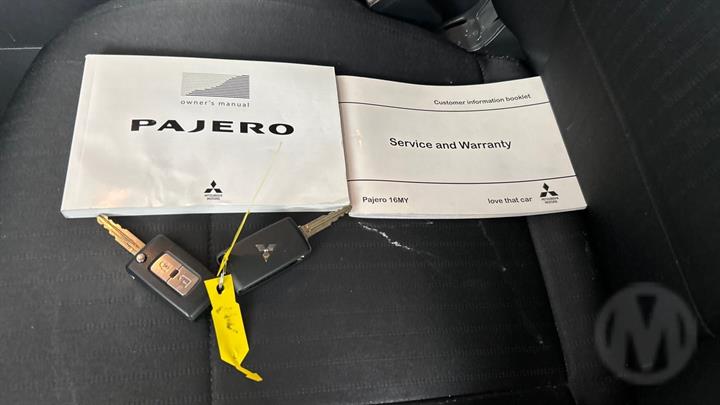 owner's manual
PAJERO
MITSUBISHI
MOTORS
Customer information booklet
Service and Warranty
Pajero 16MY
love that car
MITSUBISHI
MOTORS
M